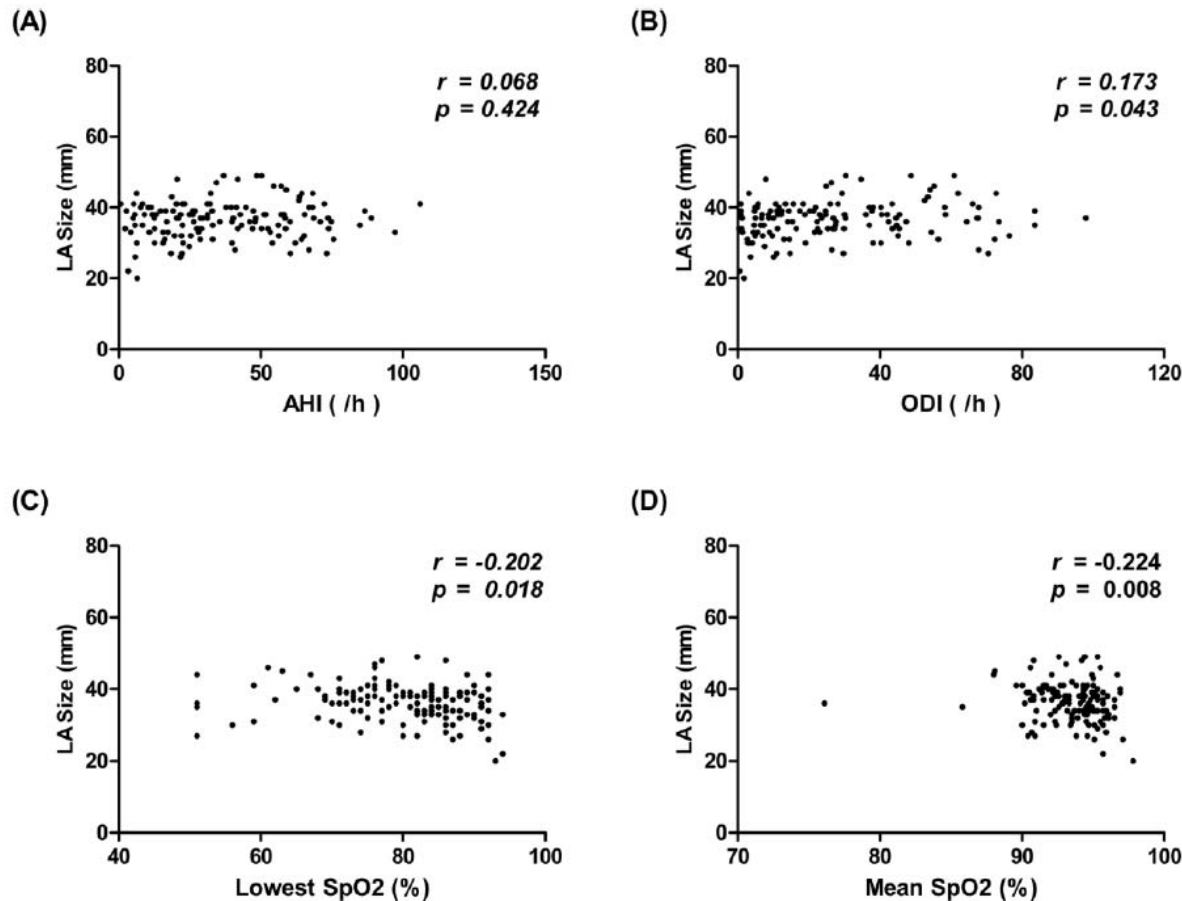 (A)
r = 0.068
p = 0.424
80
60
40
20
0
LA Size (mm)
0 50 100 150
AHI ( /h )
(B)
r = 0.173
p = 0.043
80
60
40
20
0
LA Size (mm)
0 40 80 120
ODI ( /h )
(C)
r = -0.202
p = 0.018
80
60
40
20
0
LA Size (mm)
40 60 80 100
Lowest SpO2 (%)
(D)
r = -0.224
p = 0.008
80
60
40
20
0
LA Size (mm)
70 80 90 100
Mean SpO2 (%)